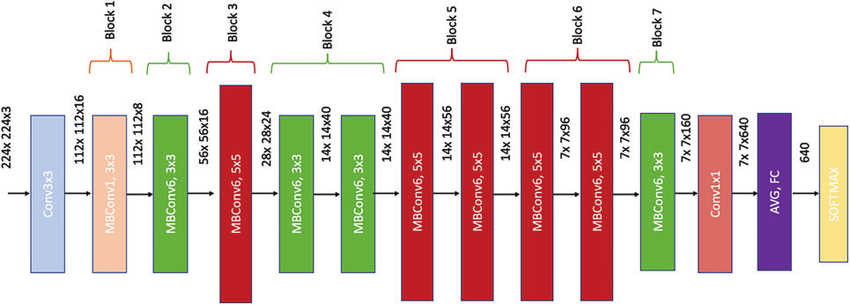 Block 1
Block 2
Block 3
Block 4
Block 5
Block 6
Block 7
224x 224x3
Conv3x3
112x 112x16
MBConv1, 3x3
112x 112x8
MBConv6, 3x3
56x 56x16
MBConv6, 5x5
28x 28x24
MBConv6, 3x3
14x 14x40
MBConv6, 3x3
14x 14x40
MBConv6, 5x5
14x 14x56
MBConv6, 5x5
14x 14x56
MBConv6, 5x5
7x 7x96
MBConv6, 5x5
7x 7x96
MBConv6, 3x3
7x 7x160
Conv1x1
7x 7x640
AVG, FC
640
SOFTMAX